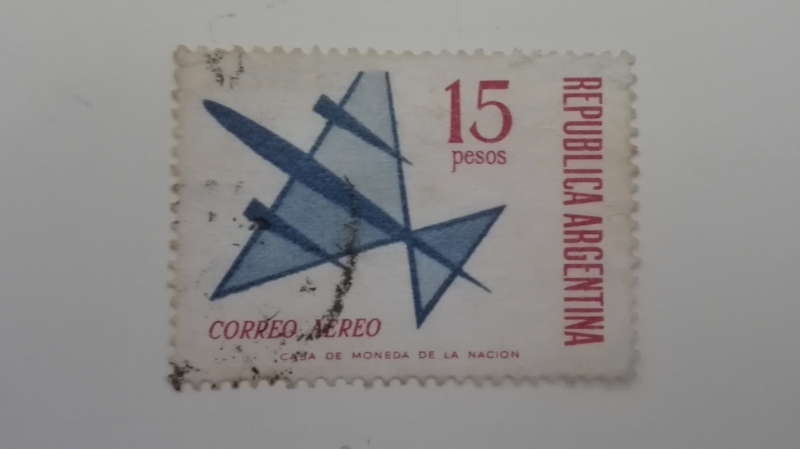 15
pesos
REPUBLICA ARGENTINA
CORREO AEREO
CASA DE MONEDA DE LA NACION